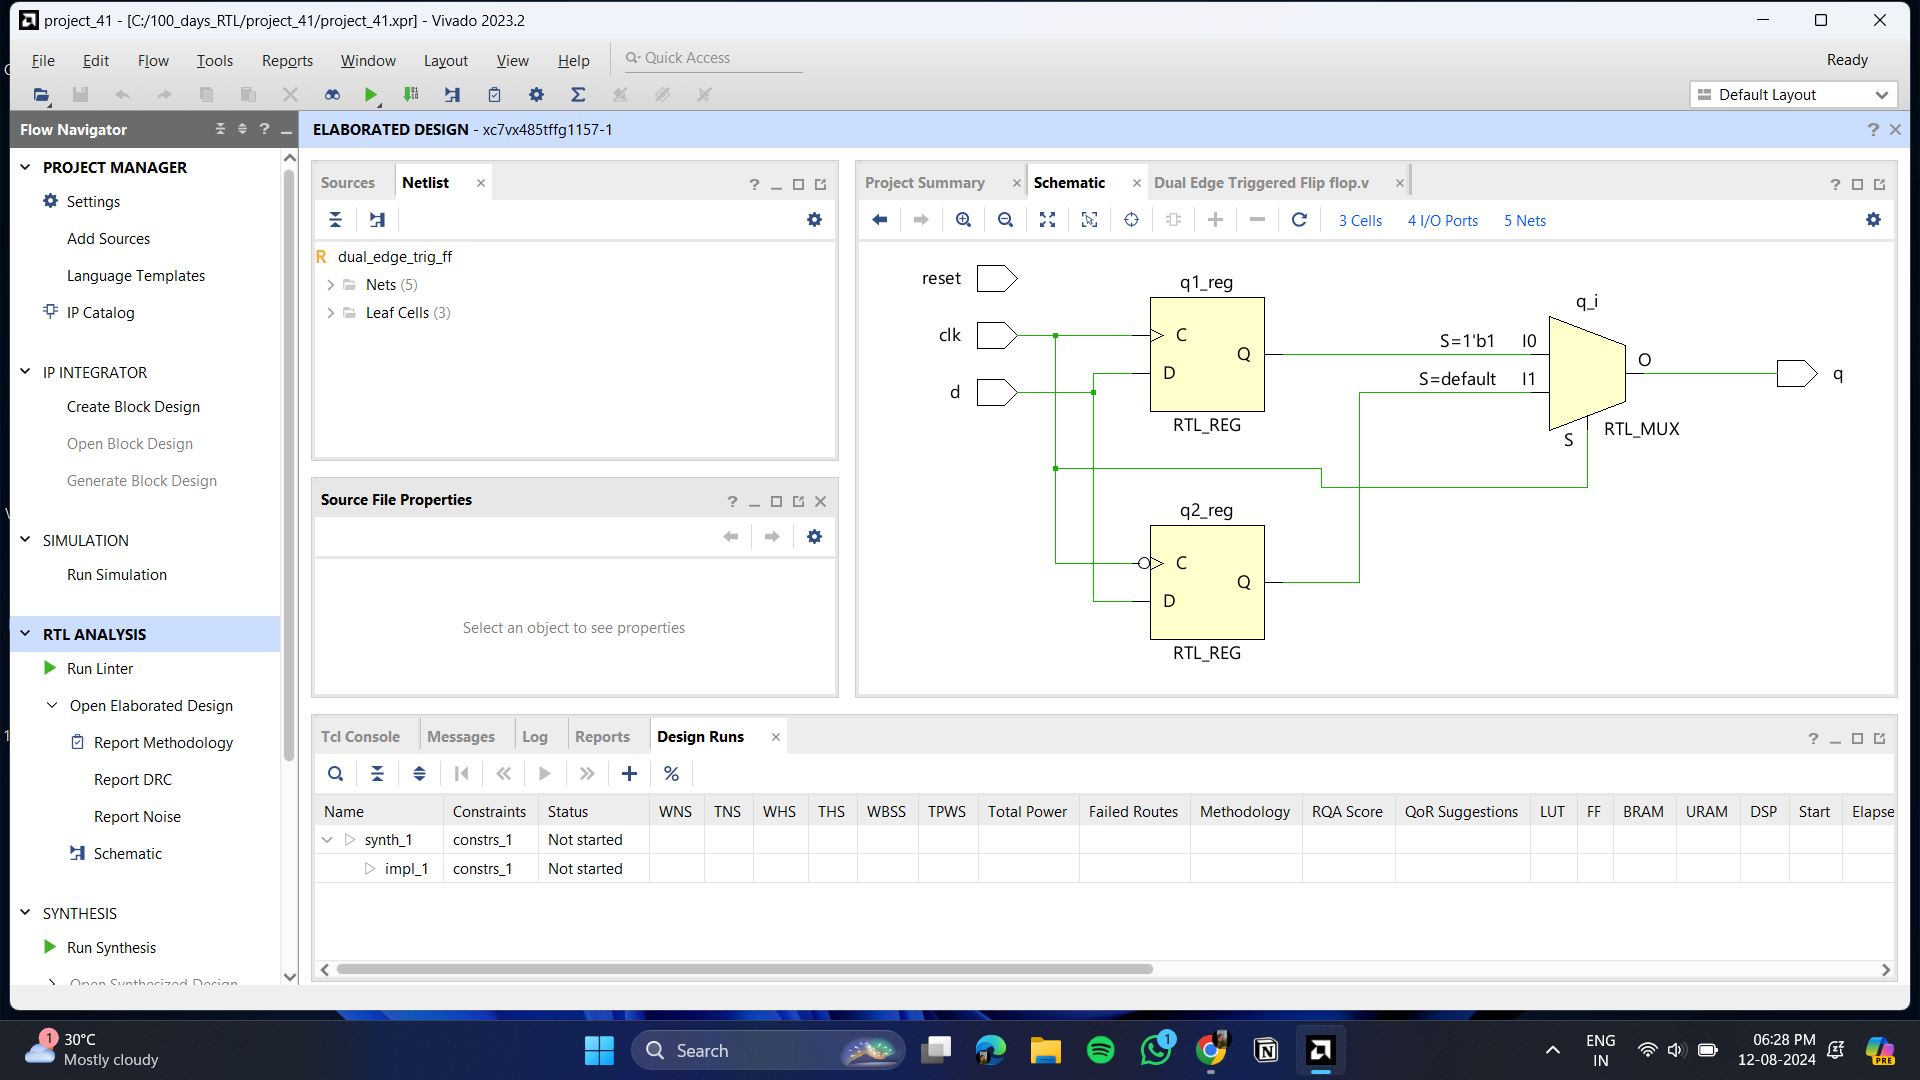 project_41 - [C:/100_days_RTL/project_41/project_41.xpr] - Vivado 2023.2
File Edit Flow Tools Reports Window Layout View Help Quick Access Ready
Default Layout
Flow Navigator ? _
ELABORATED DESIGN - xc7vx485tffg1157-1 ?
PROJECT MANAGER
Settings
Add Sources
Language Templates
IP Catalog
IP INTEGRATOR
Create Block Design
Open Block Design
Generate Block Design
SIMULATION
Run Simulation
RTL ANALYSIS
Run Linter
Open Elaborated Design
Report Methodology
Report DRC
Report Noise
Schematic
SYNTHESIS
Run Synthesis
Open Synthesized Design
Sources Netlist ?
R dual_edge_trig_ff
Nets (5)
Leaf Cells (3)
Source File Properties ?
Select an object to see properties
Project Summary Schematic Dual Edge Triggered Flip flop.v ?
3 Cells 4 I/O Ports 5 Nets
reset
clk
d
q1_reg
C
D
Q
RTL_REG
q2_reg
C
D
Q
RTL_REG
q_i
S=1'b1 I0
S=default I1
O
S
RTL_MUX
q
Tcl Console Messages Log Reports Design Runs ?
%
Name Constraints Status WNS TNS WHS THS WBSS TPWS Total Power Failed Routes Methodology RQA Score QoR Suggestions LUT FF BRAM URAM DSP Start Elapse
synth_1 constrs_1 Not started
impl_1 constrs_1 Not started
1
30°C
Mostly cloudy
Search
1
ENG
IN
06:28 PM
12-08-2024
PRE